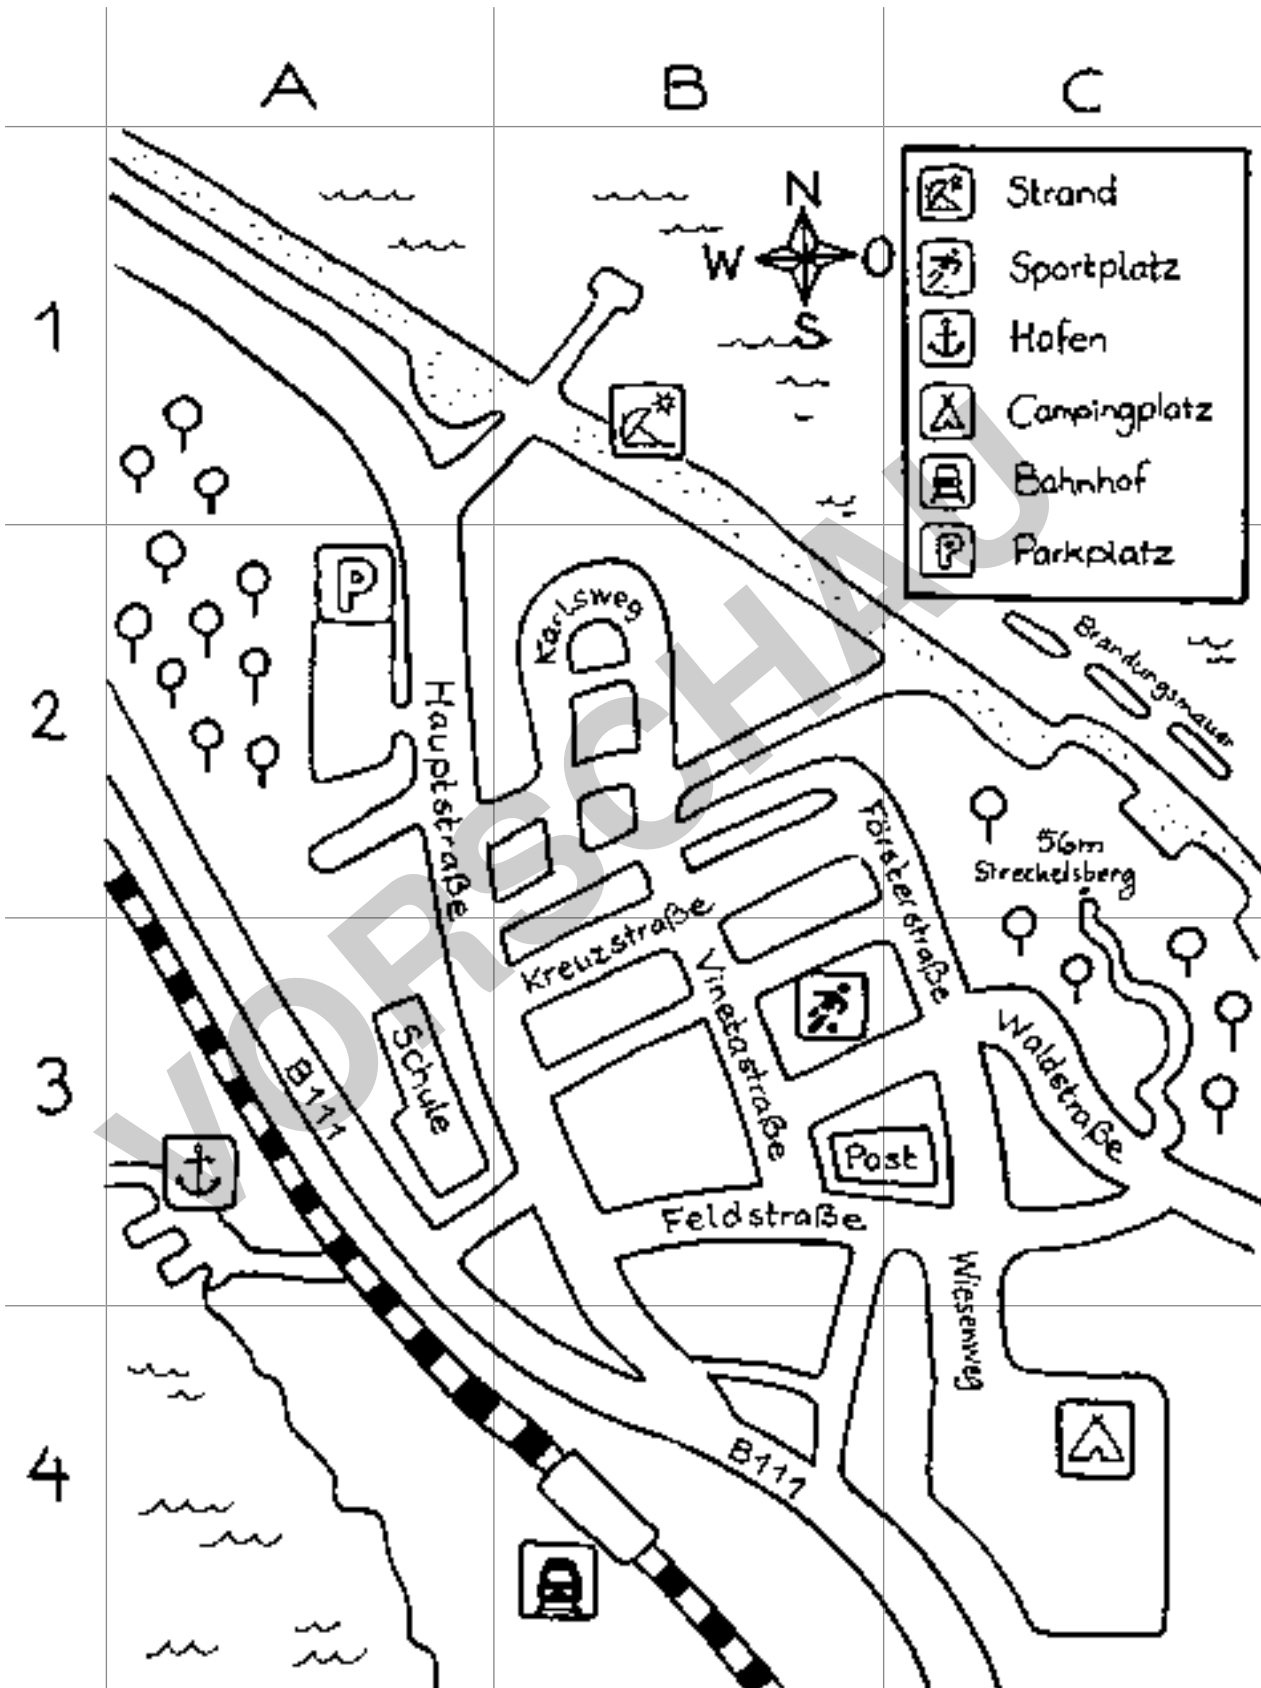 A
B
C
1
2
3
4
N
W
O
S
Strand
Sportplatz
Hafen
Campingplatz
Bahnhof
P
Parkplatz
P
Karlsweg
Brandungsmauer
Hauptstraße
Försterstraße
56m
Streckelsberg
Kreuzstraße
Vinetastraße
Waldstraße
Schule
B111
Post
Feldstraße
Wiesenweg
B111
VORSCHAU